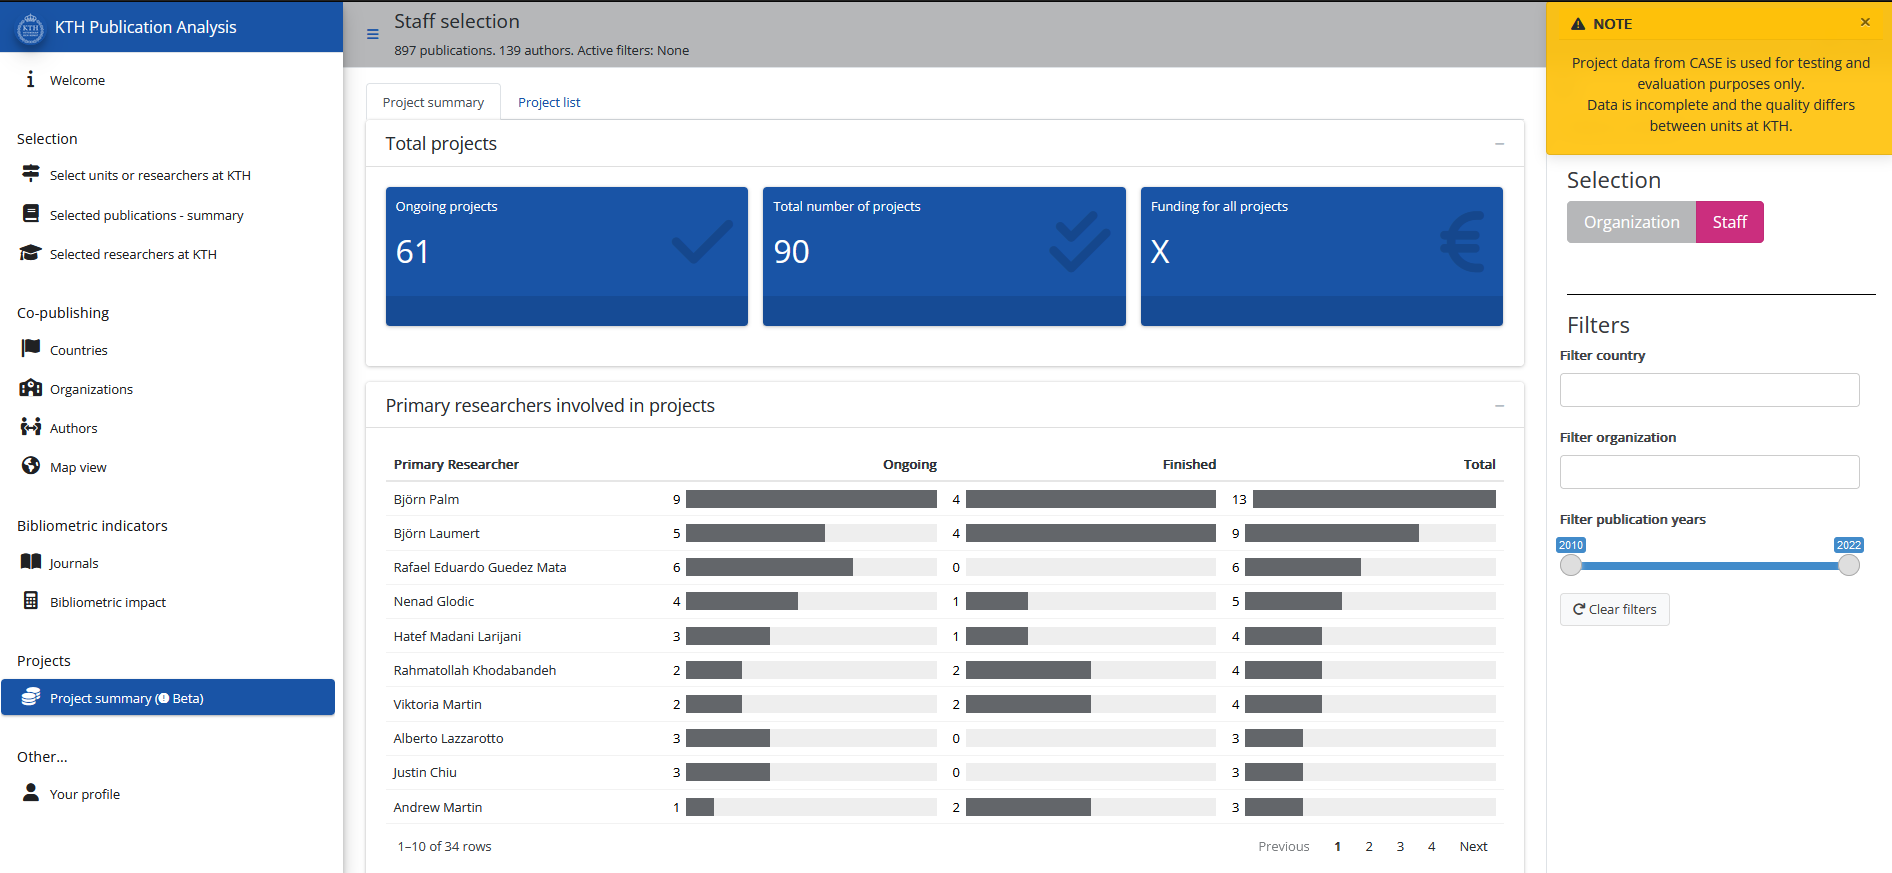 KTH Publication Analysis
Welcome
Selection
Select units or researchers at KTH
Selected publications - summary
Selected researchers at KTH
Co-publishing
Countries
Organizations
Authors
Map view
Bibliometric indicators
Journals
Bibliometric impact
Projects
Project summary (Beta)
Other...
Your profile
Staff selection
897 publications. 139 authors. Active filters: None
Project summary Project list
Total projects
Ongoing projects
61
Total number of projects
90
Funding for all projects
X
Primary researchers involved in projects
Primary Researcher Ongoing Finished Total
Björn Palm 9 4 13
Björn Laumert 5 4 9
Rafael Eduardo Guedez Mata 6 0 6
Nenad Glodic 4 1 5
Hatef Madani Larijani 3 1 4
Rahmatollah Khodabandeh 2 2 4
Viktoria Martin 2 2 4
Alberto Lazzarotto 3 0 3
Justin Chiu 3 0 3
Andrew Martin 1 2 3
1–10 of 34 rows Previous 1 2 3 4 Next
NOTE ×
Project data from CASE is used for testing and
evaluation purposes only.
Data is incomplete and the quality differs
between units at KTH.
Selection
Organization Staff
Filters
Filter country
Filter organization
Filter publication years
2010 2022
Clear filters